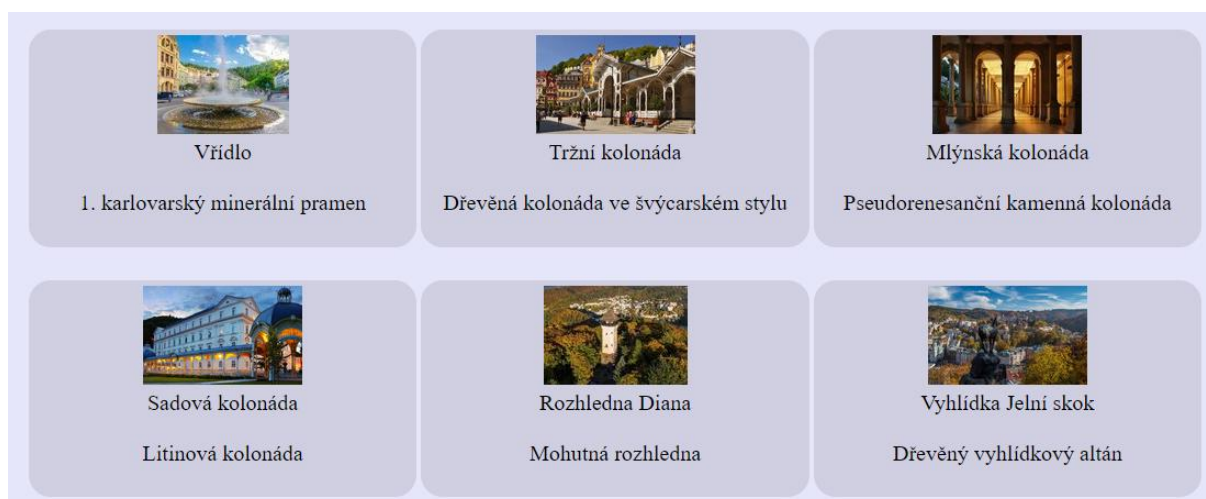 Vřídlo
1. karlovarský minerální pramen
Tržní kolonáda
Dřevěná kolonáda ve švýcarském stylu
Mlýnská kolonáda
Pseudorenesanční kamenná kolonáda
Sadová kolonáda
Litinová kolonáda
Rozhledna Diana
Mohutná rozhledna
Vyhlídka Jelní skok
Dřevěný vyhlídkový altán